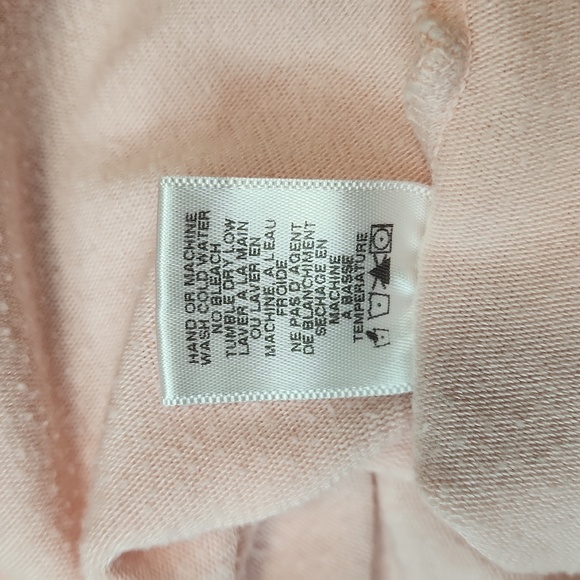 HAND OR MACHINE
WASH COLD WATER
NO BLEACH
TUMBLE DRY LOW
LAVER A LA MAIN
OU LAVER EN
MACHINE, A L'EAU
FROIDE
NE PAS D'AGENT
DE BLANCHIMENT
SECHAGE EN
MACHINE
A BASSE
TEMPERATURE